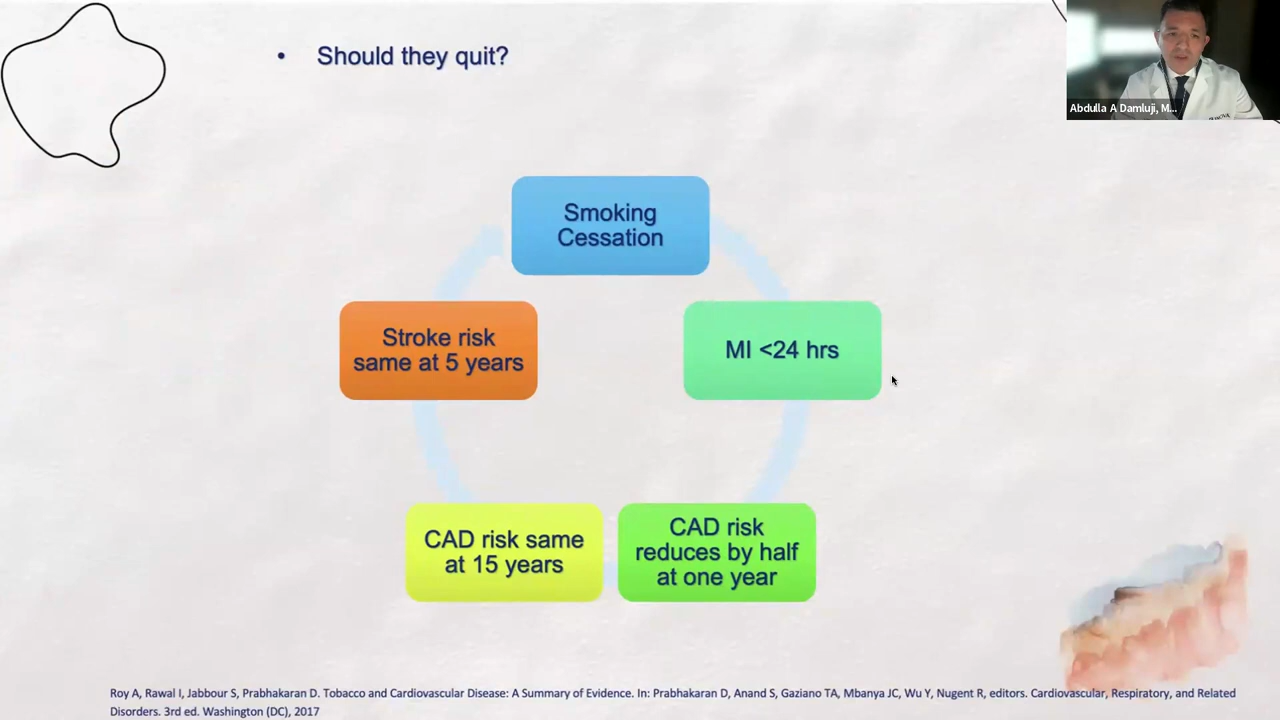 • Should they quit?
Abdulla A Damluji, M...
Smoking
Cessation
Stroke risk
same at 5 years
MI <24 hrs
CAD risk same
at 15 years
CAD risk
reduces by half
at one year
Roy A, Rawal I, Jabbour S, Prabhakaran D. Tobacco and Cardiovascular Disease: A Summary of Evidence. In: Prabhakaran D, Anand S, Gaziano TA, Mbanya JC, Wu Y, Nugent R, editors. Cardiovascular, Respiratory, and Related
Disorders. 3rd ed. Washington (DC), 2017